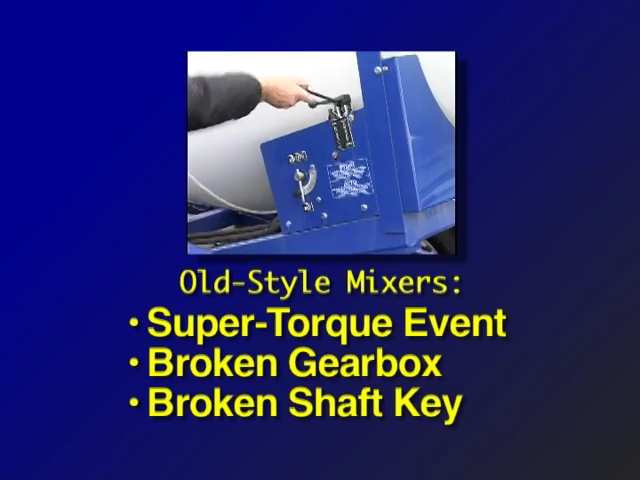 Old-Style Mixers:
• Super-Torque Event
• Broken Gearbox
• Broken Shaft Key